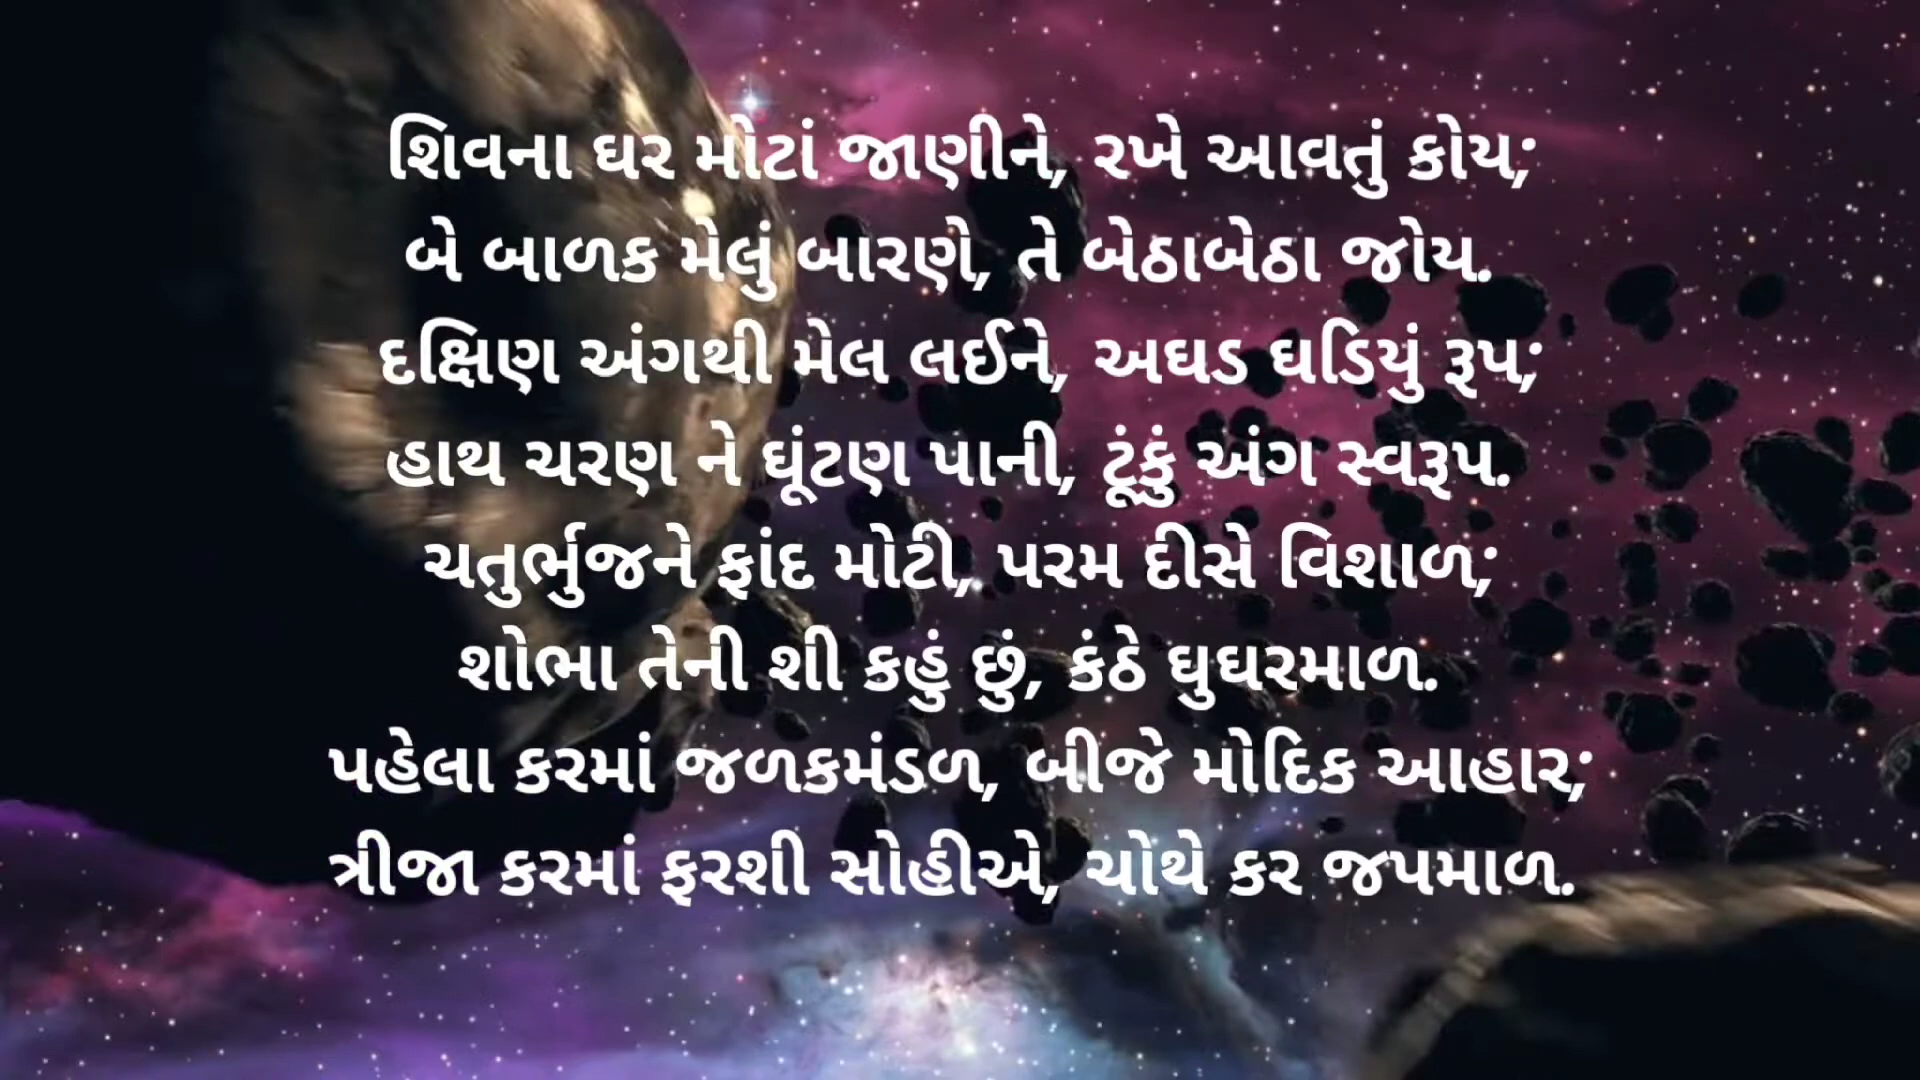 શિવના ઘર મોટાં જાણીને, રખે આવતું કોય;
બે બાળક મેલું બારણે, તે બેઠાબેઠા જોય.
દક્ષિણ અંગથી મેલ લઈને, અઘડ ઘડિયું રૂપ;
હાથ ચરણ ને ઘૂંટણ પાની, ટૂંકું અંગ સ્વરૂપ.
ચતુર્ભુજને ફાંદ મોટી, પરમ દીસે વિશાળ;
શોભા તેની શી કહું છું, કંઠે ઘુઘરમાળ.
પહેલા કરમાં જળકમંડળ, બીજે મોદિક આહાર;
ત્રીજા કરમાં ફરશી સોહીએ, ચોથે કર જપમાળ.